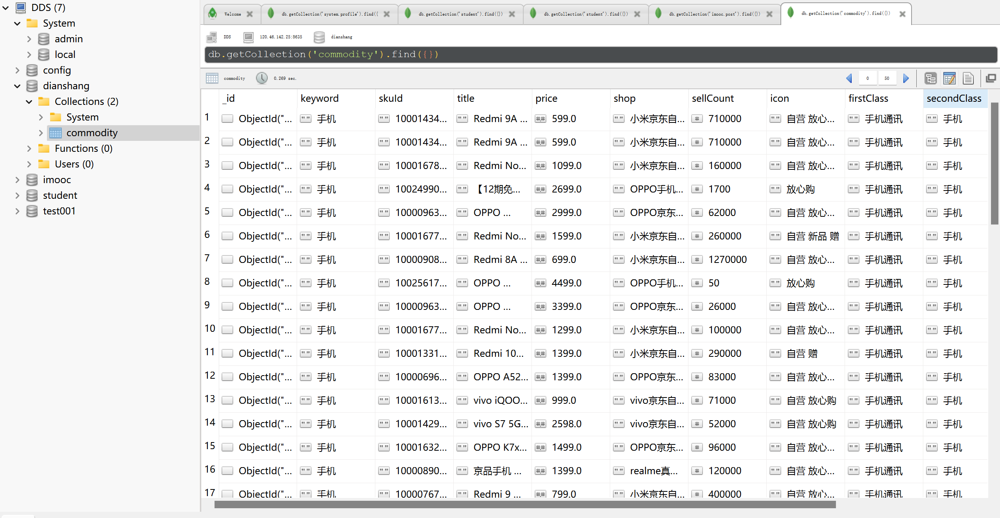 DDS (7)
System
admin
local
config
dianshang
Collections (2)
System
commodity
Functions (0)
Users (0)
imooc
student
test001
Welcome
db.getCollection('system.profile').find({
db.getCollection('student').find({})
db.getCollection('student').find({})
db.getCollection('imooc.post').find({})
db.getCollection('commodity').find({})
DDS 120.46.142.25:8635 dianshang
db.getCollection('commodity').find({})
commodity 0.269 sec. 0 50
_id keyword skuId title price shop sellCount icon firstClass secondClass
1 ObjectId("... 手机 10001434... Redmi 9A ... 599.0 小米京东自... 710000 自营 放心... 手机通讯 手机
2 ObjectId("... 手机 10001434... Redmi 9A ... 599.0 小米京东自... 710000 自营 放心... 手机通讯 手机
3 ObjectId("... 手机 10001678... Redmi No... 1099.0 小米京东自... 160000 自营 放心... 手机通讯 手机
4 ObjectId("... 手机 10024990... 【12期免... 2699.0 OPPO手机... 1700 放心购 手机通讯 手机
5 ObjectId("... 手机 10000963... OPPO ... 2999.0 OPPO京东... 62000 自营 放心... 手机通讯 手机
6 ObjectId("... 手机 10001677... Redmi No... 1599.0 小米京东自... 260000 自营 新品 赠 手机通讯 手机
7 ObjectId("... 手机 10000908... Redmi 8A ... 699.0 小米京东自... 1270000 自营 放心... 手机通讯 手机
8 ObjectId("... 手机 10025617... OPPO ... 4499.0 OPPO手机... 50 放心购 手机通讯 手机
9 ObjectId("... 手机 10000963... OPPO ... 3399.0 OPPO京东... 26000 自营 放心... 手机通讯 手机
10 ObjectId("... 手机 10001677... Redmi No... 1299.0 小米京东自... 100000 自营 放心... 手机通讯 手机
11 ObjectId("... 手机 10001331... Redmi 10... 1399.0 小米京东自... 290000 自营 赠 手机通讯 手机
12 ObjectId("... 手机 10000696... OPPO A52... 1399.0 OPPO京东... 83000 自营 放心... 手机通讯 手机
13 ObjectId("... 手机 10001613... vivo iQOO... 999.0 vivo京东自... 71000 自营 放心购 手机通讯 手机
14 ObjectId("... 手机 10001429... vivo S7 5G... 2598.0 vivo京东自... 52000 自营 放心购 手机通讯 手机
15 ObjectId("... 手机 10001632... OPPO K7x... 1499.0 OPPO京东... 96000 自营 放心... 手机通讯 手机
16 ObjectId("... 手机 10000890... 京品手机 ... 1399.0 realme真... 120000 自营 放心... 手机通讯 手机
17 ObjectId("... 手机 10000767... Redmi 9 ... 799.0 小米京东自... 400000 自营 放心... 手机通讯 手机